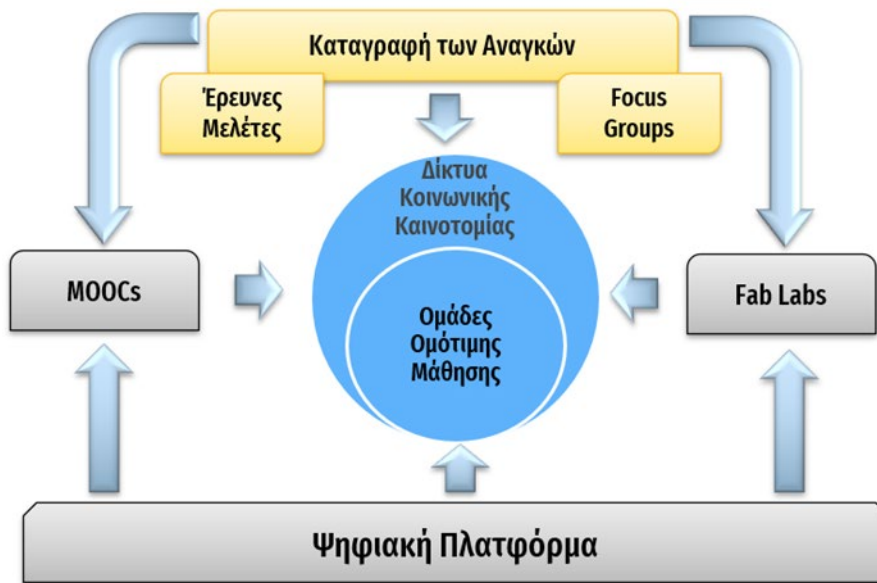 Καταγραφή των Αναγκών
Έρευνες
Μελέτες
Focus
Groups
Δίκτυα
Κοινωνικής
Καινοτομίας
MOOCs
Fab Labs
Ομάδες
Ομότιμης
Μάθησης
Ψηφιακή Πλατφόρμα